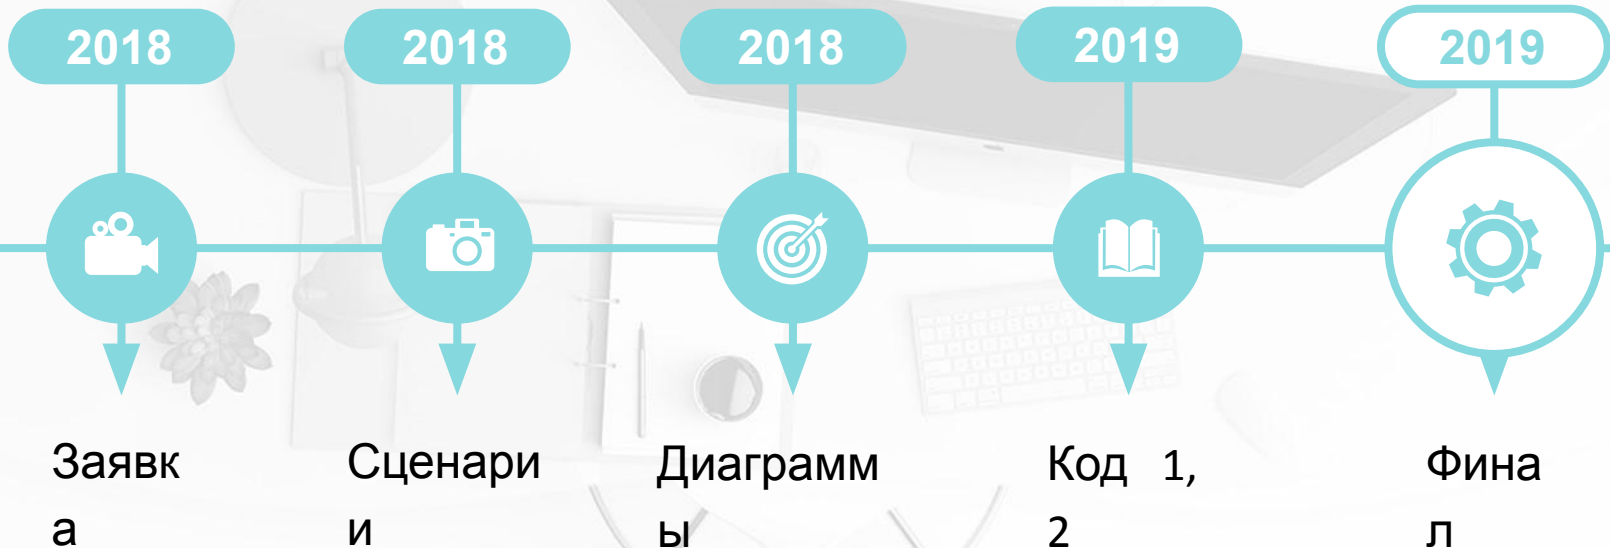 2018
2018
2018
2019
2019
Заявк
а
Сценари
и
Диаграмм
ы
Код 1,
2
Фина
л